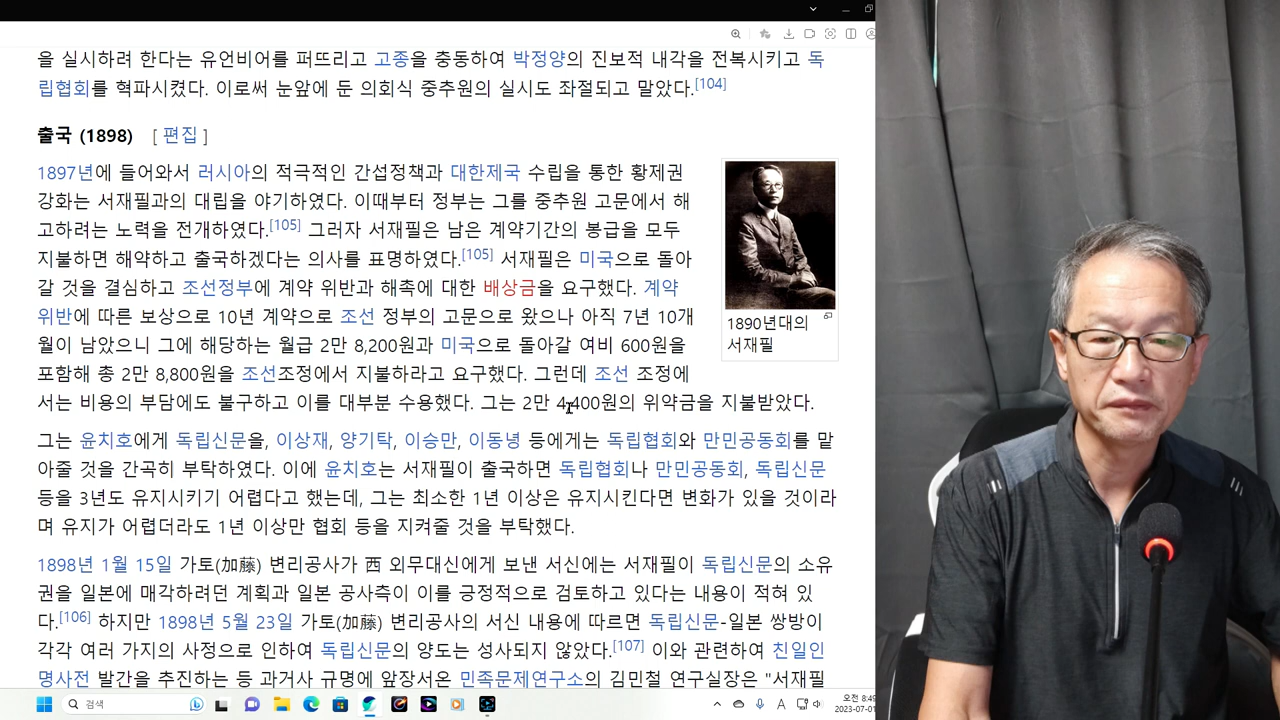 을 실시하려 한다는 유언비어를 퍼뜨리고 고종을 충동하여 박정양의 진보적 내각을 전복시키고 독
립협회를 혁파시켰다. 이로써 눈앞에 둔 의회식 중추원의 실시도 좌절되고 말았다.[104]
출국 (1898) [ 편집 ]
1897년에 들어와서 러시아의 적극적인 간섭정책과 대한제국 수립을 통한 황제권
강화는 서재필과의 대립을 야기하였다. 이때부터 정부는 그를 중추원 고문에서 해
고하려는 노력을 전개하였다.[105] 그러자 서재필은 남은 계약기간의 봉급을 모두
지불하면 해약하고 출국하겠다는 의사를 표명하였다.[105] 서재필은 미국으로 돌아
갈 것을 결심하고 조선정부에 계약 위반과 해촉에 대한 배상금을 요구했다. 계약
위반에 따른 보상으로 10년 계약으로 조선 정부의 고문으로 왔으나 아직 7년 10개
월이 남았으니 그에 해당하는 월급 2만 8,200원과 미국으로 돌아갈 여비 600원을
포함해 총 2만 8,800원을 조선조정에서 지불하라고 요구했다. 그런데 조선 조정에
서는 비용의 부담에도 불구하고 이를 대부분 수용했다. 그는 2만 4,400원의 위약금을 지불받았다.
1890년대의
서재필
그는 윤치호에게 독립신문을, 이상재, 양기탁, 이승만, 이동녕 등에게는 독립협회와 만민공동회를 맡
아줄 것을 간곡히 부탁하였다. 이에 윤치호는 서재필이 출국하면 독립협회나 만민공동회, 독립신문
등을 3년도 유지시키기 어렵다고 했는데, 그는 최소한 1년 이상은 유지시킨다면 변화가 있을 것이라
며 유지가 어렵더라도 1년 이상만 협회 등을 지켜줄 것을 부탁했다.
1898년 1월 15일 가토(加藤) 변리공사가 西 외무대신에게 보낸 서신에는 서재필이 독립신문의 소유
권을 일본에 매각하려던 계획과 일본 공사측이 이를 긍정적으로 검토하고 있다는 내용이 적혀 있
다.[106] 하지만 1898년 5월 23일 가토(加藤) 변리공사의 서신 내용에 따르면 독립신문-일본 쌍방이
각각 여러 가지의 사정으로 인하여 독립신문의 양도는 성사되지 않았다.[107] 이와 관련하여 친일인
명사전 발간을 추진하는 등 과거사 규명에 앞장서온 민족문제연구소의 김민철 연구실장은 "서재필
검색
A
오전 8:49
2023-07-01